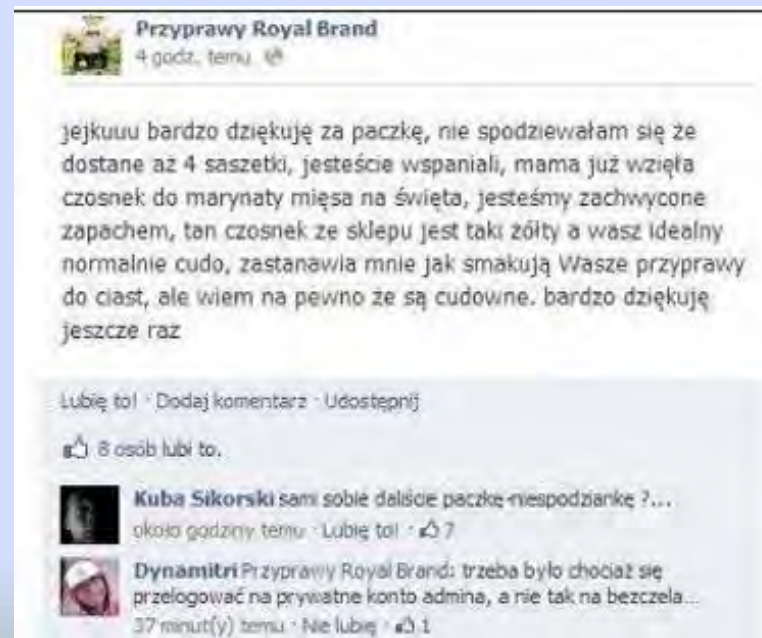 Przyprawy Royal Brand
4 godz. temu
jejkuuu bardzo dziękuję za paczkę, nie spodziewałam się że
dostane aż 4 saszetki, jesteście wspaniali, mama już wzięła
czosnek do marynaty mięsa na święta, jesteśmy zachwycone
zapachem, tan czosnek ze sklepu jest taki żółty a wasz idealny
normalnie cudo, zastanawia mnie jak smakują Wasze przyprawy
do ciast, ale wiem na pewno że są cudowne. bardzo dziękuję
jeszcze raz
Lubię to! · Dodaj komentarz · Udostępnij
8 osób lubi to.
Kuba Sikorski sami sobie daliście paczkę-niespodziankę ?...
około godziny temu · Lubię to! · 7
Dynamitri Przyprawy Royal Brand: trzeba było chociaż się
przelogować na prywatne konto admina, a nie tak na bezczela...
37 minut(y) temu · Nie lubię · 1